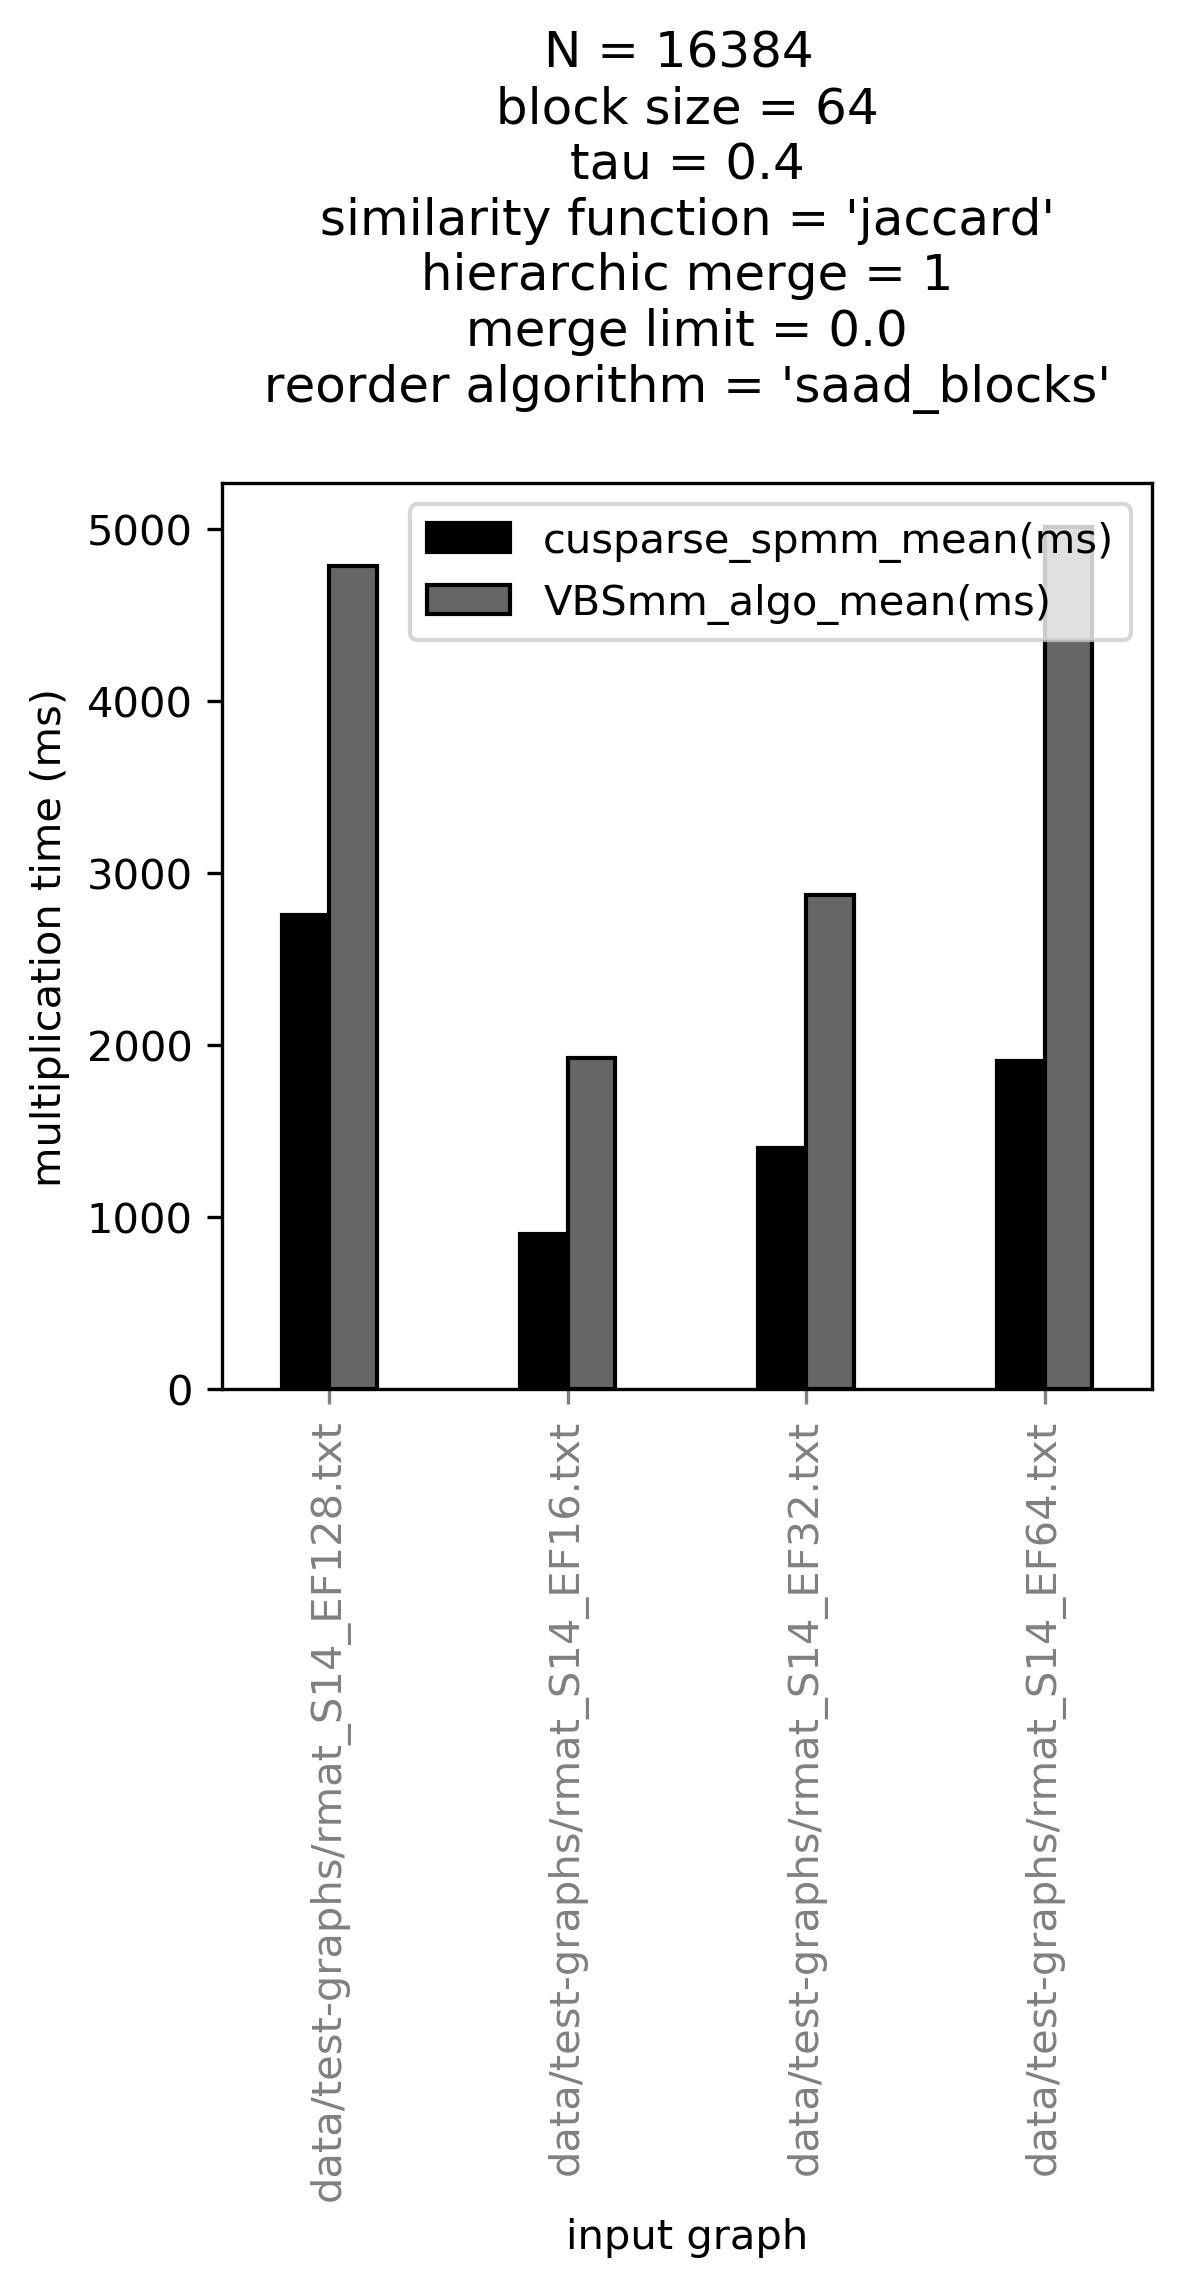 N = 16384
block size = 64
tau = 0.4
similarity function = 'jaccard'
hierarchic merge = 1
merge limit = 0.0
reorder algorithm = 'saad_blocks'
cusparse_spmm_mean(ms)
VBSmm_algo_mean(ms)
5000
4000
3000
2000
1000
0
multiplication time (ms)
data/test-graphs/rmat_S14_EF128.txt
data/test-graphs/rmat_S14_EF16.txt
data/test-graphs/rmat_S14_EF32.txt
data/test-graphs/rmat_S14_EF64.txt
input graph